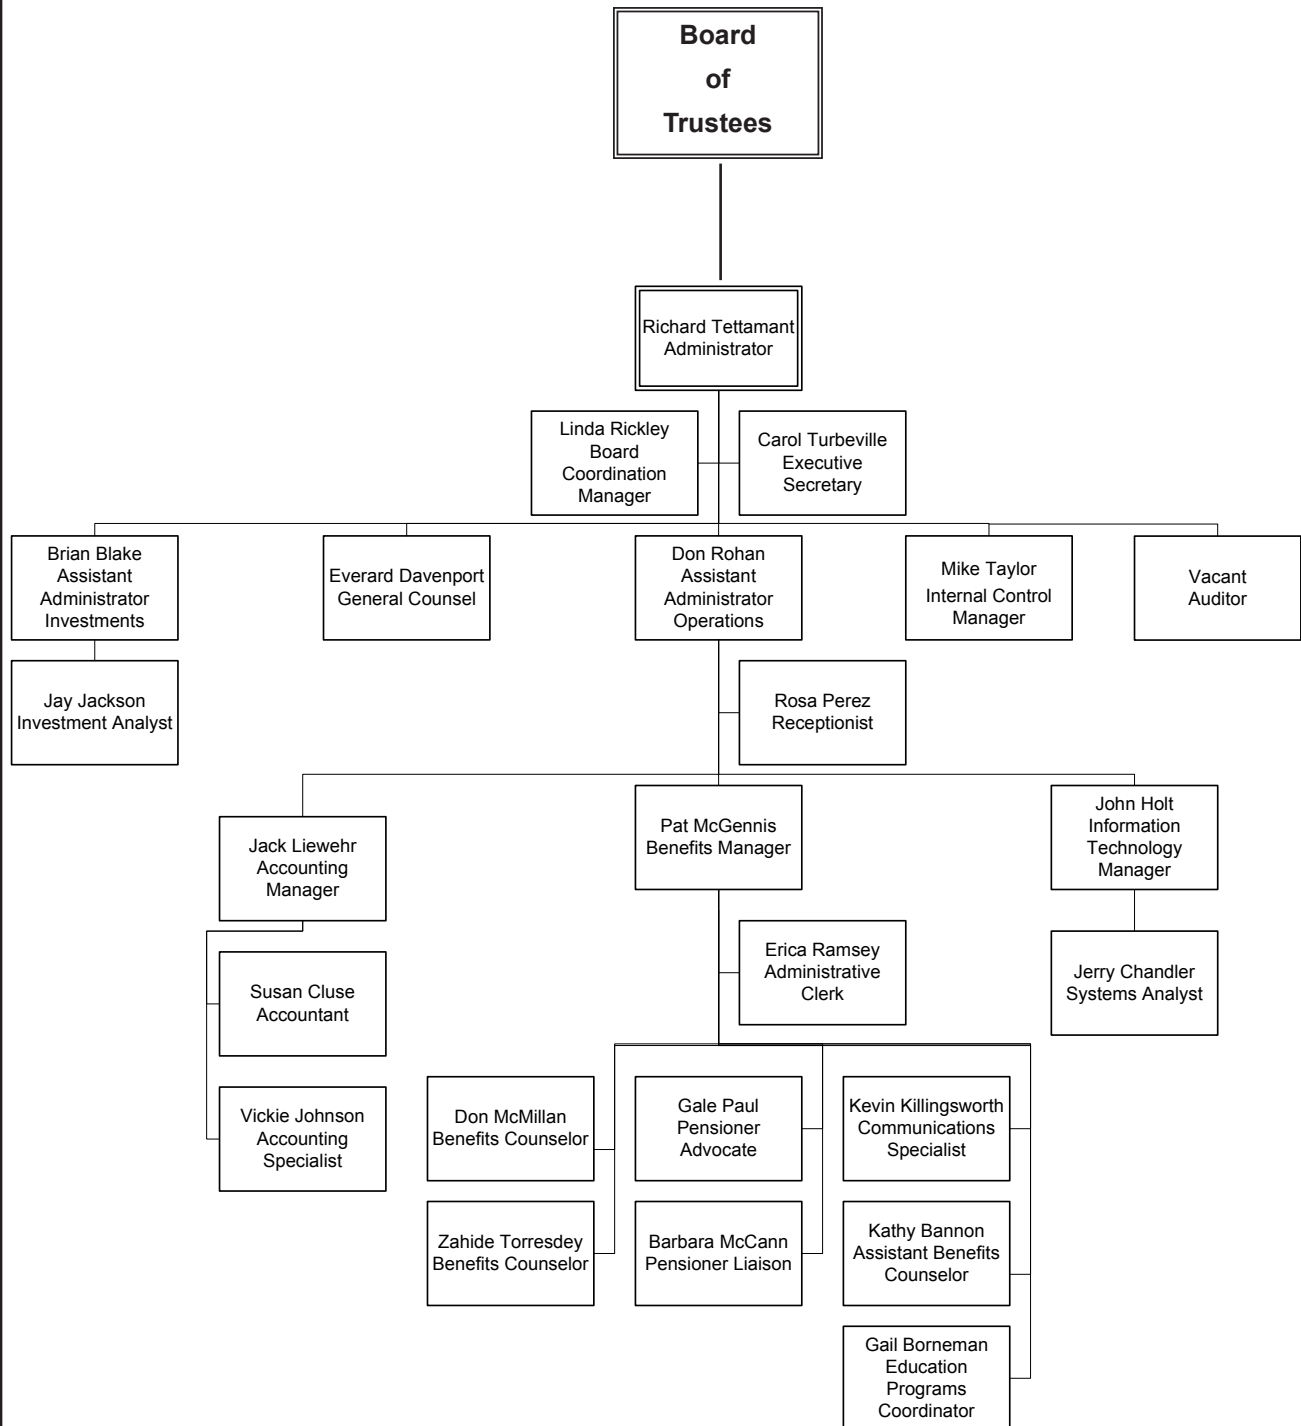 Board
of
Trustees
Richard Tettamant
Administrator
Linda Rickley
Board
Coordination
Manager
Carol Turbeville
Executive
Secretary
Brian Blake
Assistant
Administrator
Investments
Everard Davenport
General Counsel
Don Rohan
Assistant
Administrator
Operations
Mike Taylor
Internal Control
Manager
Vacant
Auditor
Jay Jackson
Investment Analyst
Rosa Perez
Receptionist
Jack Liewehr
Accounting
Manager
Pat McGennis
Benefits Manager
John Holt
Information
Technology
Manager
Susan Cluse
Accountant
Erica Ramsey
Administrative
Clerk
Jerry Chandler
Systems Analyst
Vickie Johnson
Accounting
Specialist
Don McMillan
Benefits Counselor
Gale Paul
Pensioner
Advocate
Kevin Killingsworth
Communications
Specialist
Zahide Torresdey
Benefits Counselor
Barbara McCann
Pensioner Liaison
Kathy Bannon
Assistant Benefits
Counselor
Gail Borneman
Education
Programs
Coordinator